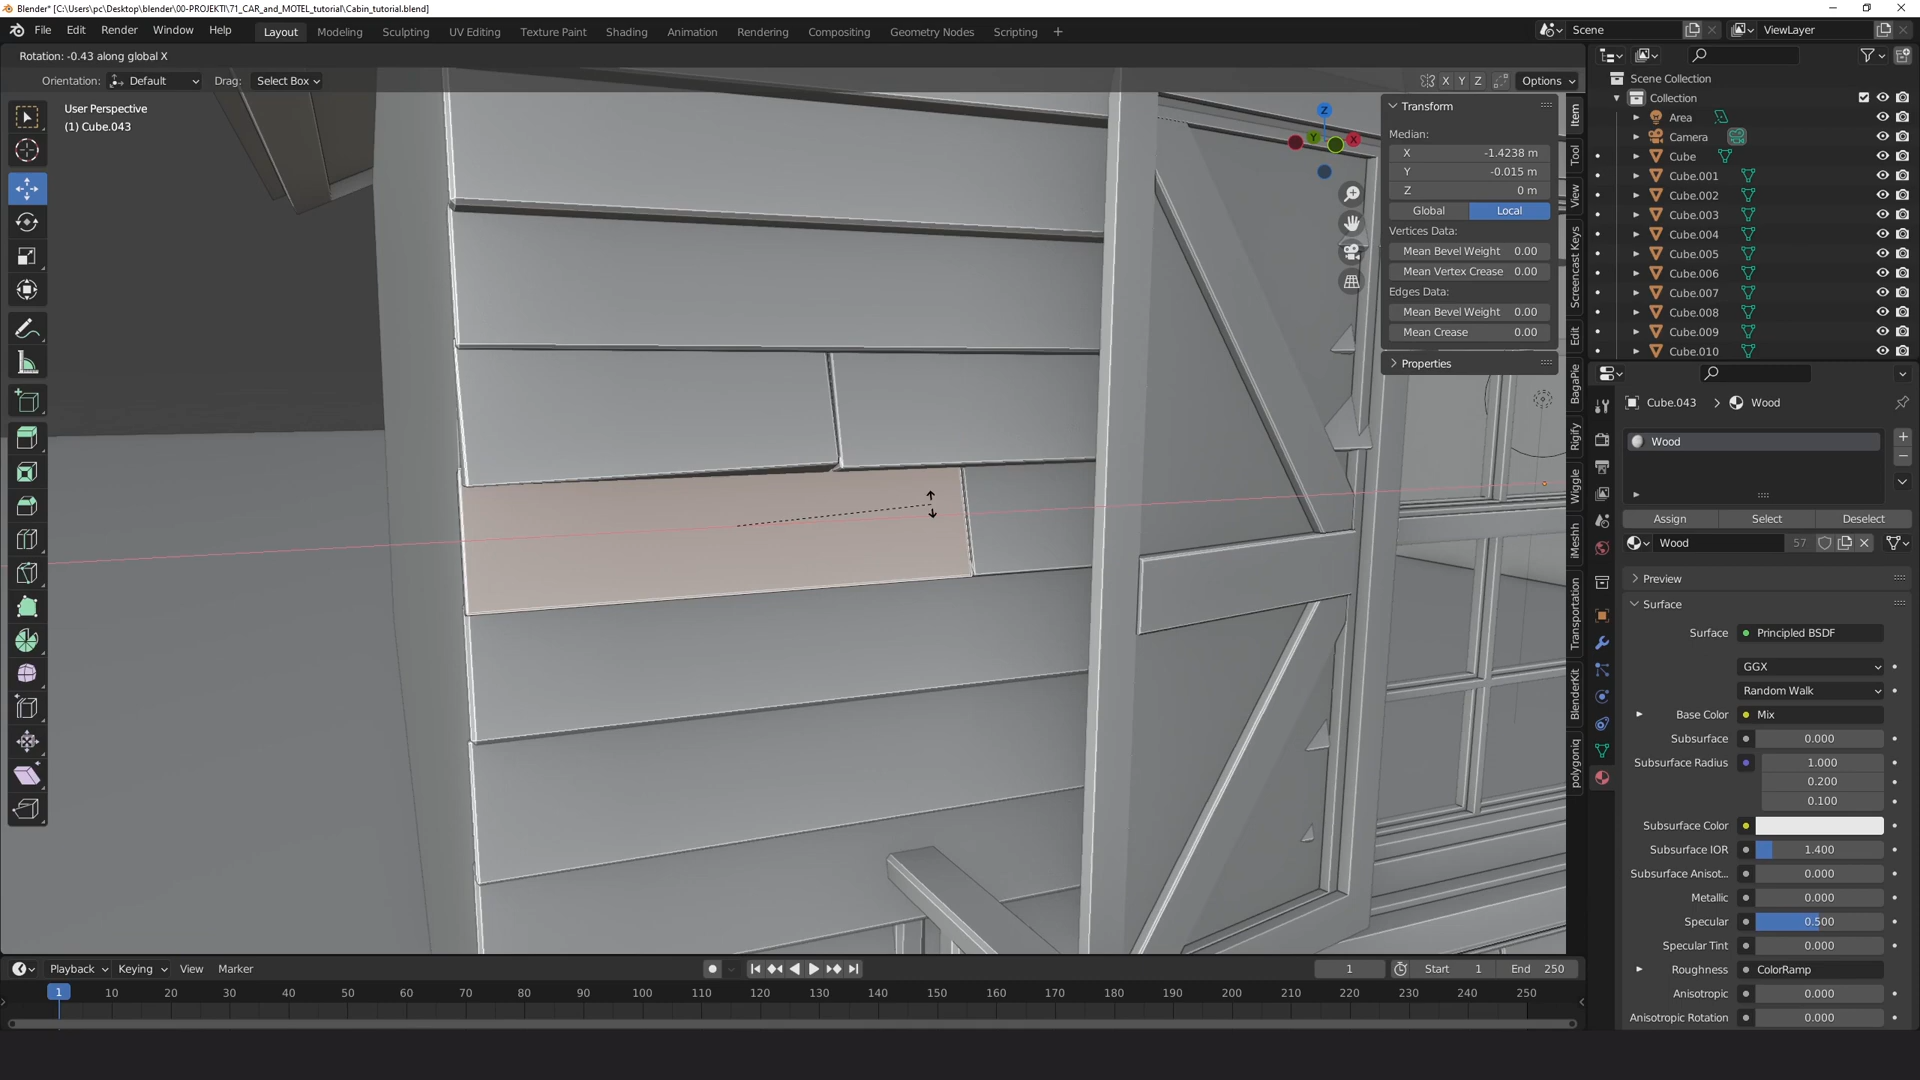 Blender* [C:\Users\pc\Desktop\blender\00-PROJEKTI\71_CAR_and_MOTEL_tutorial\Cabin_tutorial.blend]
File Edit Render Window Help Layout Modeling Sculpting UV Editing Texture Paint Shading Animation Rendering Compositing Geometry Nodes Scripting + Scene ViewLayer
Rotation: -0.43 along global X
Orientation: Default Drag: Select Box X Y Z Options
User Perspective
(1) Cube.043
Z
Y
X
Transform
Median:
X -1.4238 m
Y -0.015 m
Z 0 m
Global Local
Vertices Data:
Mean Bevel Weight 0.00
Mean Vertex Crease 0.00
Edges Data:
Mean Bevel Weight 0.00
Mean Crease 0.00
Properties
Item
Tool
View
Screencast Keys
Edit
BagaPie
Rigify
Wiggle
iMeshh
Transportation
BlenderKit
polygoniq
Scene Collection
Collection
Area
Camera
Cube
Cube.001
Cube.002
Cube.003
Cube.004
Cube.005
Cube.006
Cube.007
Cube.008
Cube.009
Cube.010
Cube.043 > Wood
Wood
Assign Select Deselect
Wood 57
Preview
Surface
Surface Principled BSDF
GGX
Random Walk
Base Color Mix
Subsurface 0.000
Subsurface Radius 1.000
0.200
0.100
Subsurface Color
Subsurface IOR 1.400
Subsurface Anisot... 0.000
Metallic 0.000
Specular 0.500
Specular Tint 0.000
Roughness ColorRamp
Anisotropic 0.000
Anisotropic Rotation 0.000
Playback Keying View Marker 1 Start 1 End 250
1 10 20 30 40 50 60 70 80 90 100 110 120 130 140 150 160 170 180 190 200 210 220 230 240 250